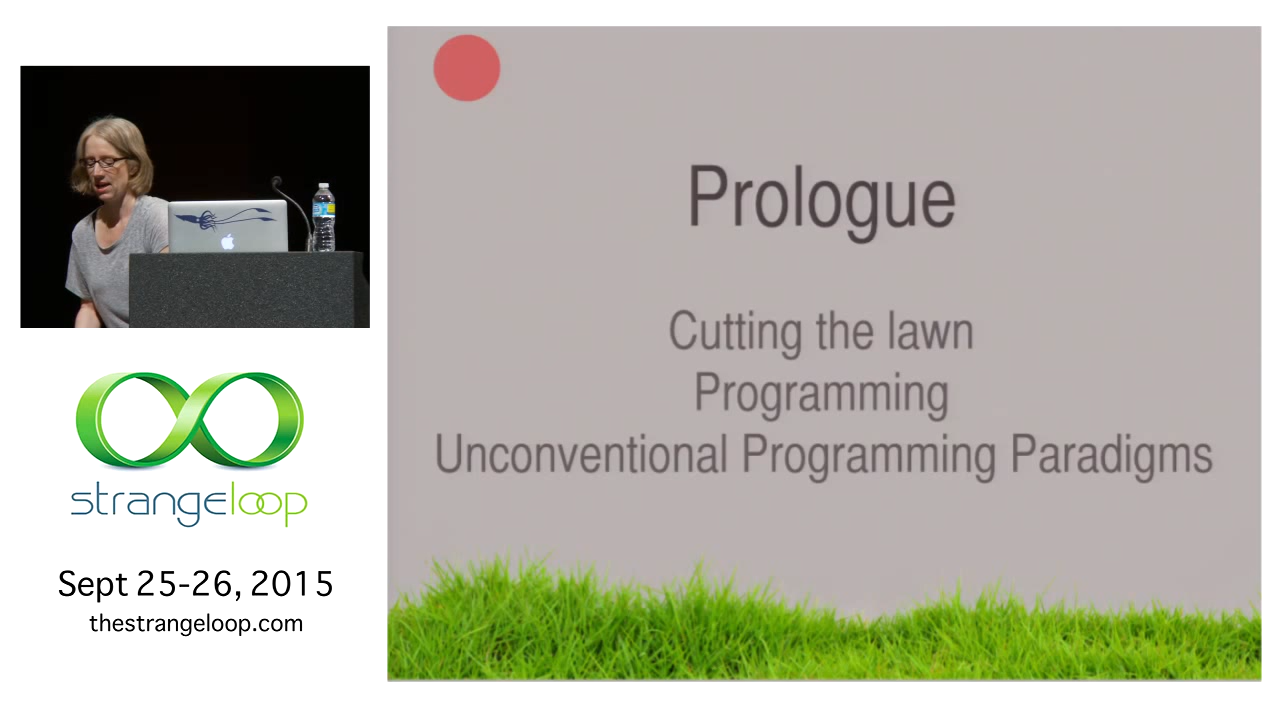 Prologue
Cutting the lawn
Programming
Unconventional Programming Paradigms
strangeloop
Sept 25-26, 2015
thestrangeloop.com